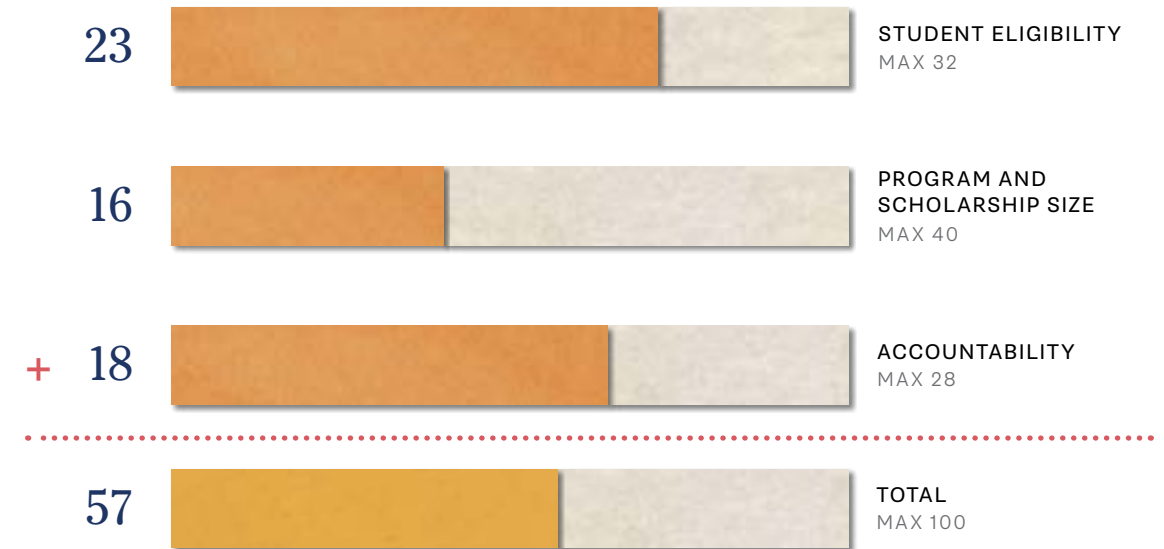 23
STUDENT ELIGIBILITY
MAX 32
16
PROGRAM AND
SCHOLARSHIP SIZE
MAX 40
+ 18
ACCOUNTABILITY
MAX 28
57
TOTAL
MAX 100